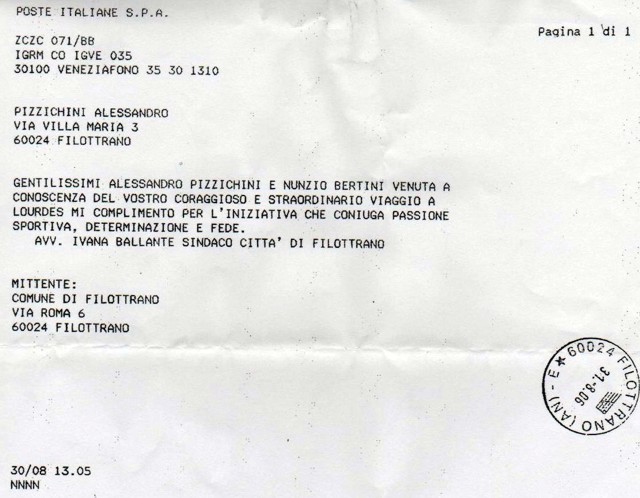 POSTE ITALIANE S.P.A.
Pagina 1 di 1
ZCZC 071/BB
IGRM CO IGVE 035
30100 VENEZIAFONO 35 30 1310
PIZZICHINI ALESSANDRO
VIA VILLA MARIA 3
60024 FILOTTRANO
GENTILISSIMI ALESSANDRO PIZZICHINI E NUNZIO BERTINI VENUTA A
CONOSCENZA DEL VOSTRO CORAGGIOSO E STRAORDINARIO VIAGGIO A
LOURDES MI COMPLIMENTO PER L'INIZIATIVA CHE CONIUGA PASSIONE
SPORTIVA, DETERMINAZIONE E FEDE.
AVV. IVANA BALLANTE SINDACO CITTA' DI FILOTTRANO
MITTENTE:
COMUNE DI FILOTTRANO
VIA ROMA 6
60024 FILOTTRANO
60024 FILOTTRANO (AN) - E
31.-8.06
30/08 13.05
NNNN